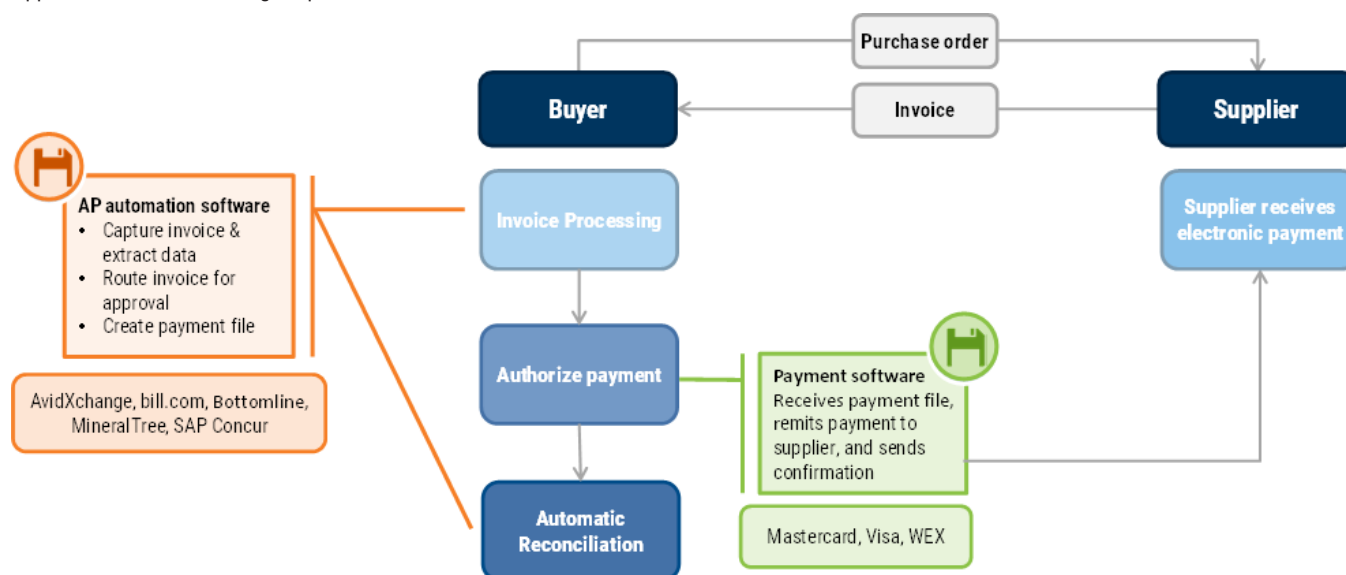 Purchase order
Buyer
Invoice
Supplier
AP automation software
• Capture invoice &
extract data
• Route invoice for
approval
• Create payment file
AvidXchange, bill.com, Bottomline,
MineralTree, SAP Concur
Invoice Processing
Supplier receives
electronic payment
Authorize payment
Payment software
Receives payment file,
remits payment to
supplier, and sends
confirmation
Mastercard, Visa, WEX
Automatic
Reconciliation